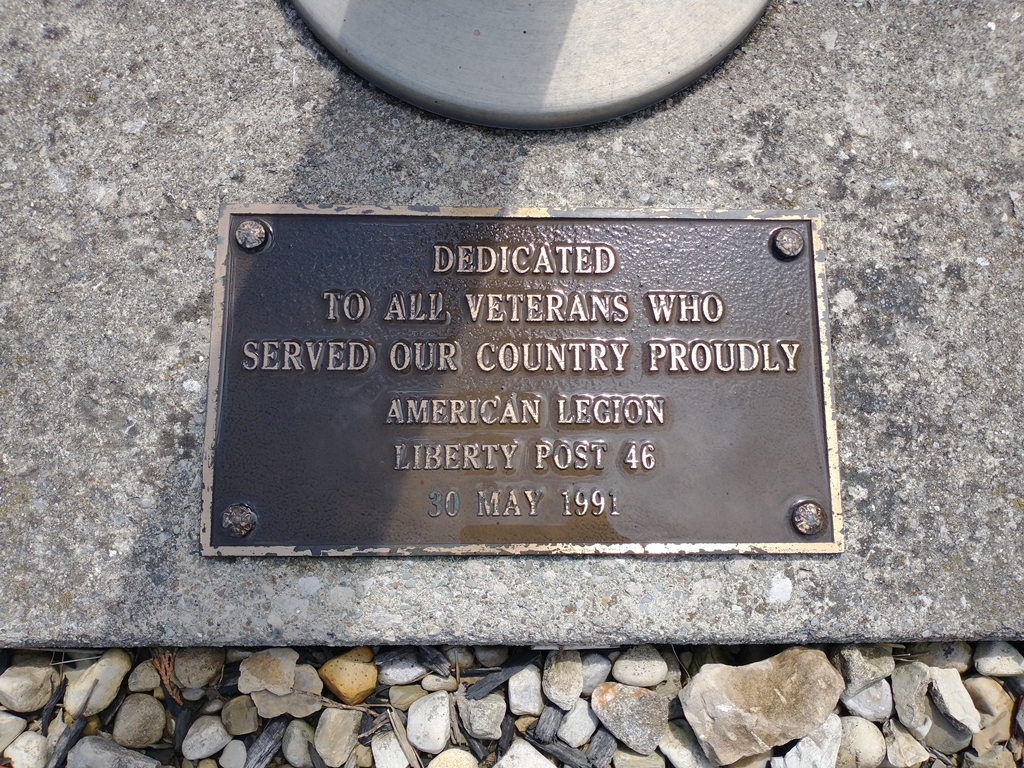 DEDICATED
TO ALL VETERANS WHO
SERVED OUR COUNTRY PROUDLY
AMERICAN LEGION
LIBERTY POST 46
30 MAY 1991